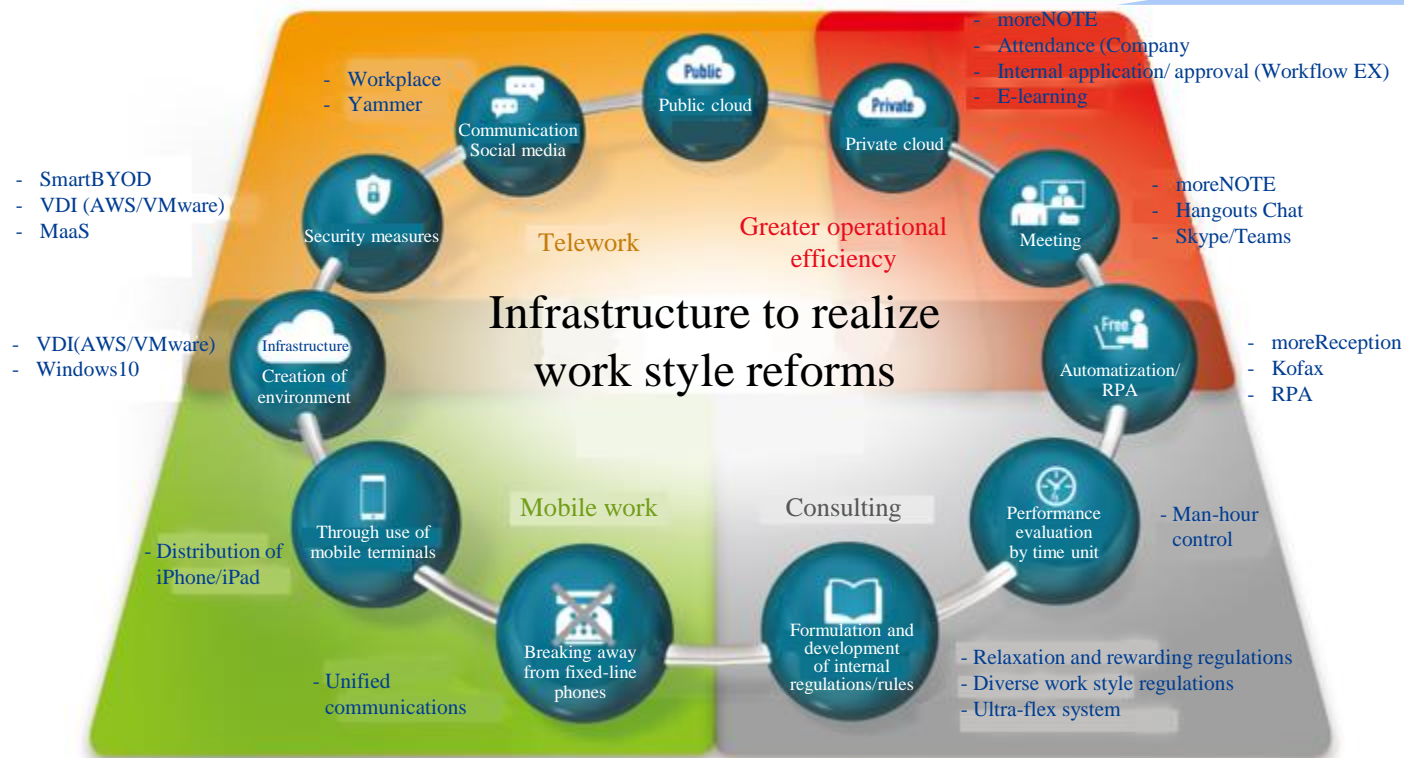 - moreNOTE
- Attendance (Company
- Internal application/ approval (Workflow EX)
- E-learning
- Workplace
- Yammer
Public
Public cloud
Private
Private cloud
Communication
Social media
- SmartBYOD
- VDI (AWS/VMware)
- MaaS
Security measures
- moreNOTE
- Hangouts Chat
- Skype/Teams
Meeting
Telework
Greater operational
efficiency
Infrastructure to realize
work style reforms
- VDI(AWS/VMware)
- Windows10
Infrastructure
Creation of
environment
Free
Automatization/
RPA
- moreReception
- Kofax
- RPA
Mobile work
Consulting
Through use of
mobile terminals
- Distribution of
iPhone/iPad
Performance
evaluation
by time unit
- Man-hour
control
Breaking away
from fixed-line
phones
- Unified
communications
Formulation and
development
of internal
regulations/rules
- Relaxation and rewarding regulations
- Diverse work style regulations
- Ultra-flex system